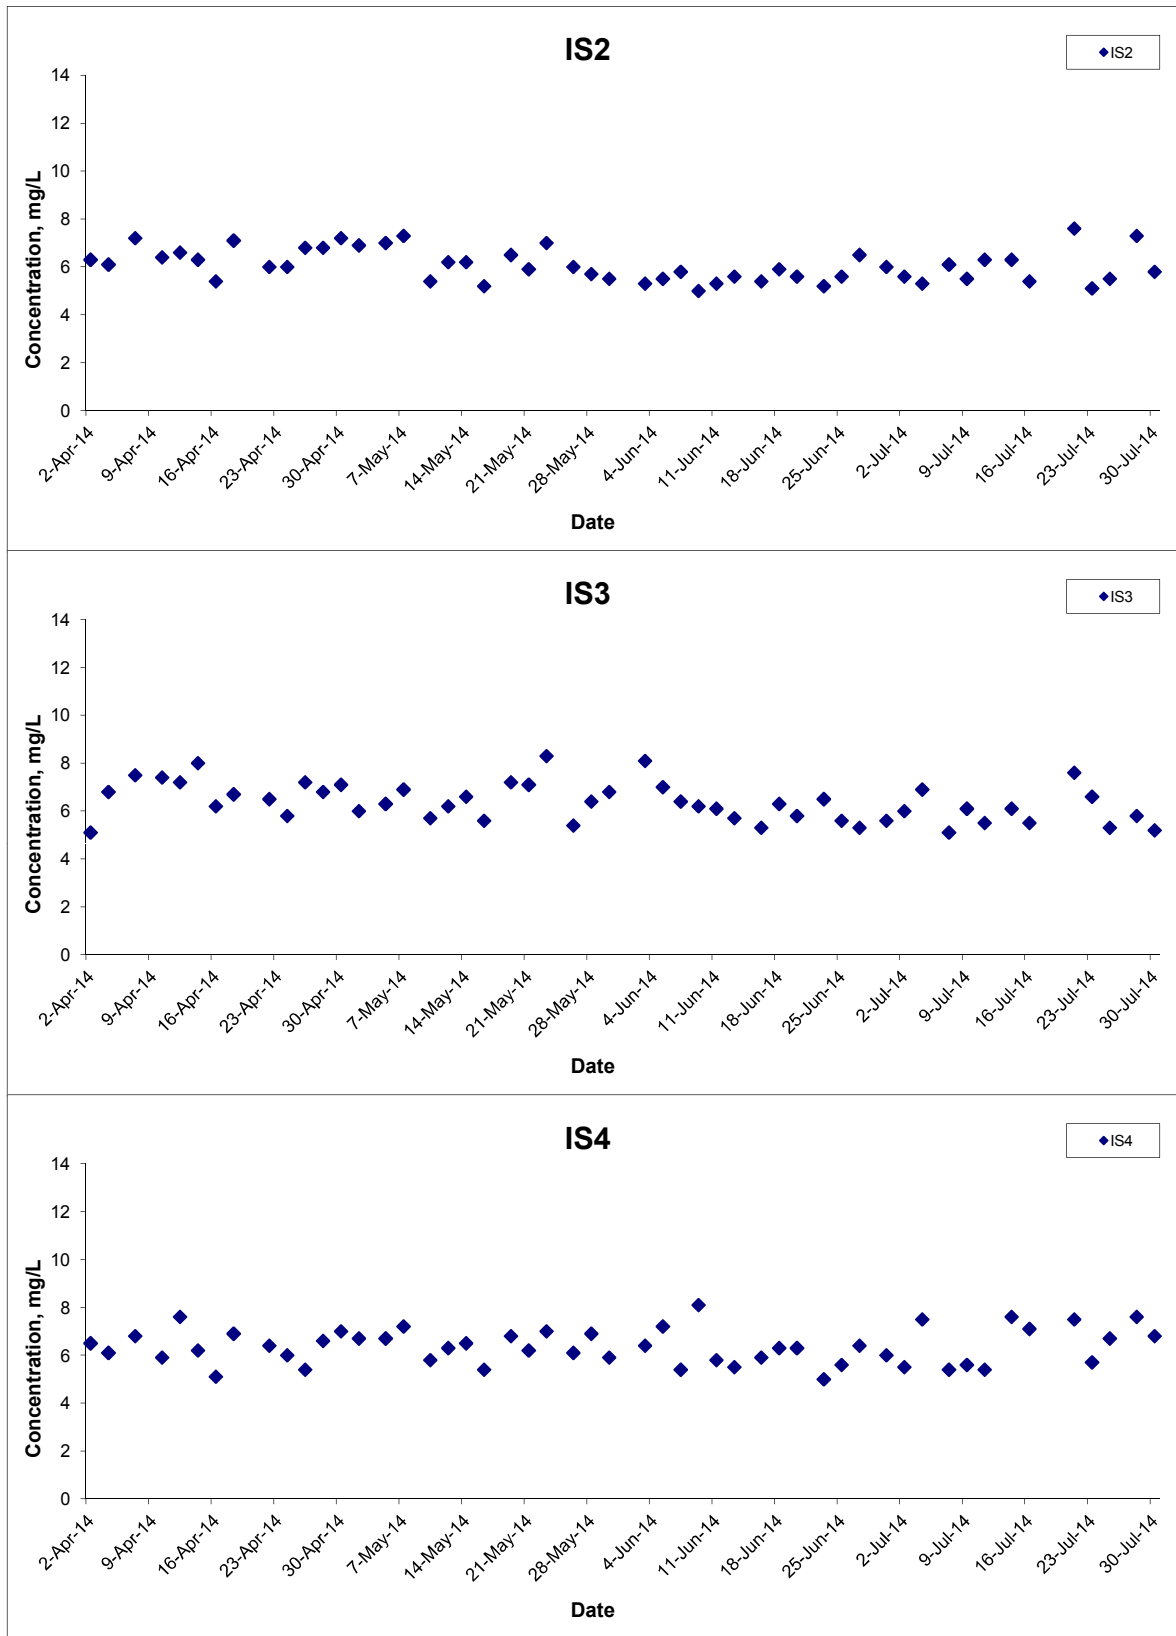 IS2
IS2
14
12
10
8
6
4
2
0
Concentration, mg/L
2-Apr-14
9-Apr-14
16-Apr-14
23-Apr-14
30-Apr-14
7-May-14
14-May-14
21-May-14
28-May-14
4-Jun-14
11-Jun-14
18-Jun-14
25-Jun-14
2-Jul-14
9-Jul-14
16-Jul-14
23-Jul-14
30-Jul-14
Date
IS3
IS3
14
12
10
8
6
4
2
0
Concentration, mg/L
2-Apr-14
9-Apr-14
16-Apr-14
23-Apr-14
30-Apr-14
7-May-14
14-May-14
21-May-14
28-May-14
4-Jun-14
11-Jun-14
18-Jun-14
25-Jun-14
2-Jul-14
9-Jul-14
16-Jul-14
23-Jul-14
30-Jul-14
Date
IS4
IS4
14
12
10
8
6
4
2
0
Concentration, mg/L
2-Apr-14
9-Apr-14
16-Apr-14
23-Apr-14
30-Apr-14
7-May-14
14-May-14
21-May-14
28-May-14
4-Jun-14
11-Jun-14
18-Jun-14
25-Jun-14
2-Jul-14
9-Jul-14
16-Jul-14
23-Jul-14
30-Jul-14
Date